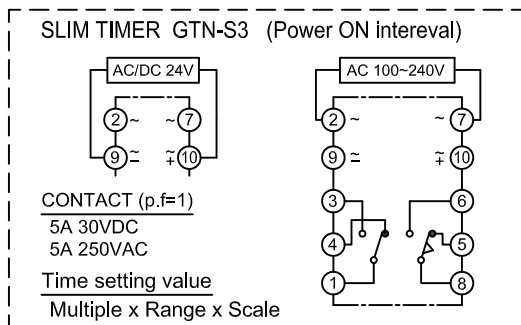 SLIM TIMER GTN-S3 (Power ON intereval)
AC/DC 24V
2 ~ ~ 7
9 ≂ ≂ 10
− +
CONTACT (p.f=1)
5A 30VDC
5A 250VAC
Time setting value
Multiple x Range x Scale
AC 100~240V
2 ~ ~ 7
9 ~ ~ 10
− +
3 6
4 5
1 8